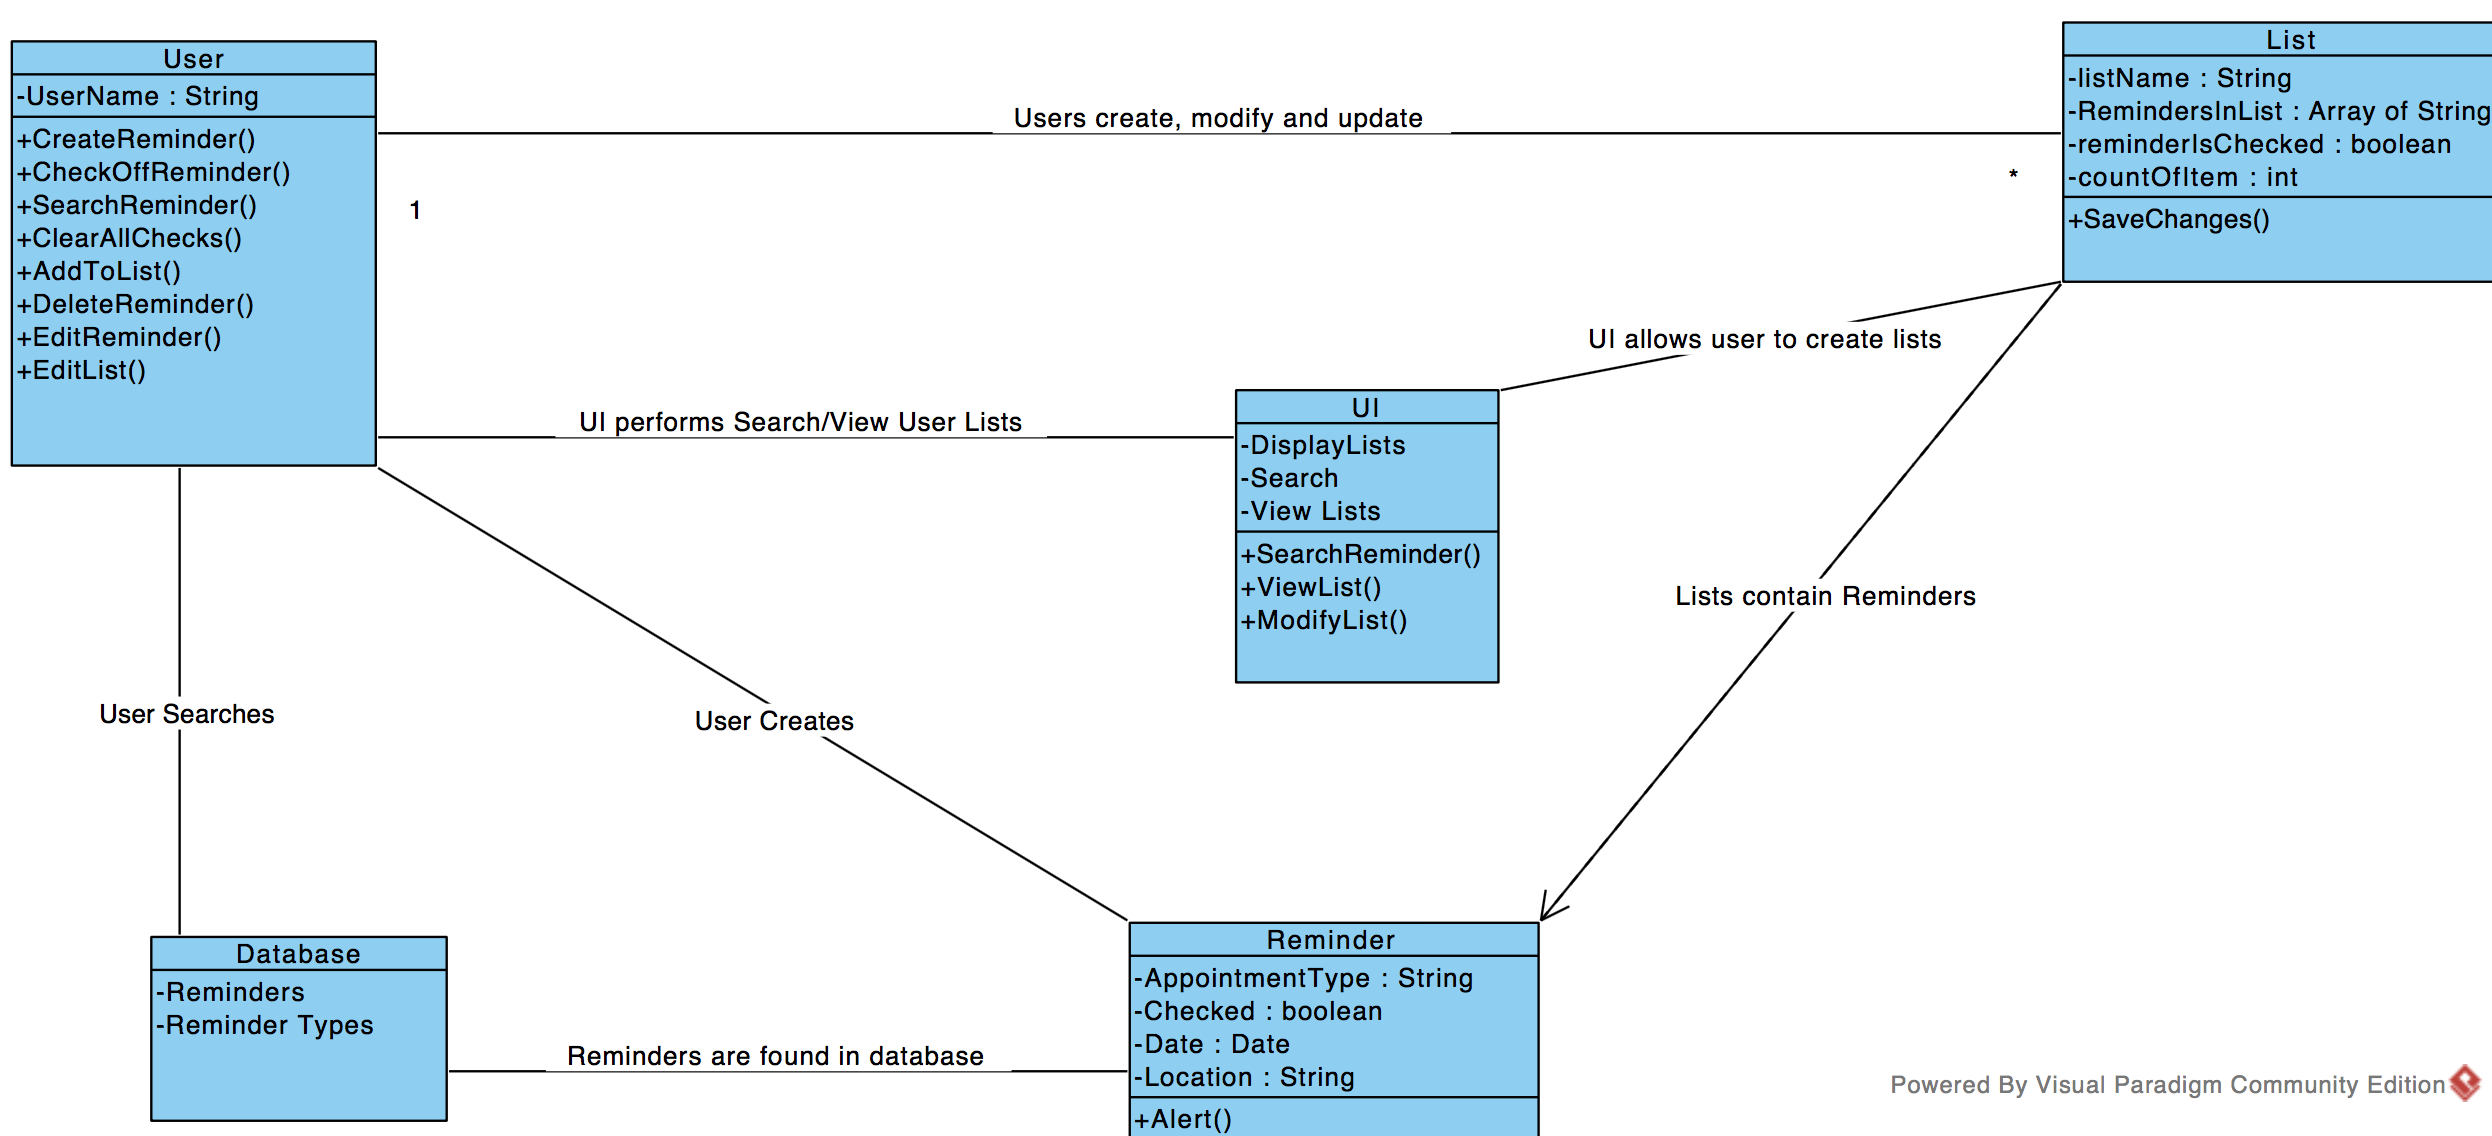 User
-UserName : String
+CreateReminder()
+CheckOffReminder()
+SearchReminder()
+ClearAllChecks()
+AddToList()
+DeleteReminder()
+EditReminder()
+EditList()
Users create, modify and update
1
*
List
-listName : String
-RemindersInList : Array of String
-reminderIsChecked : boolean
-countOfItem : int
+SaveChanges()
UI allows user to create lists
UI performs Search/View User Lists
UI
-DisplayLists
-Search
-View Lists
+SearchReminder()
+ViewList()
+ModifyList()
Lists contain Reminders
User Searches
User Creates
Database
-Reminders
-Reminder Types
Reminders are found in database
Reminder
-AppointmentType : String
-Checked : boolean
-Date : Date
-Location : String
+Alert()
Powered By Visual Paradigm Community Edition